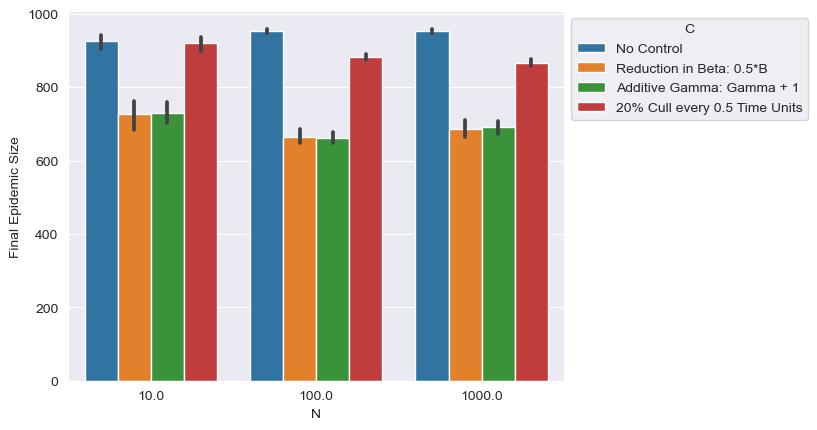 1000
800
600
400
200
0
Final Epidemic Size
10.0
100.0
1000.0
N
C
No Control
Reduction in Beta: 0.5*B
Additive Gamma: Gamma + 1
20% Cull every 0.5 Time Units